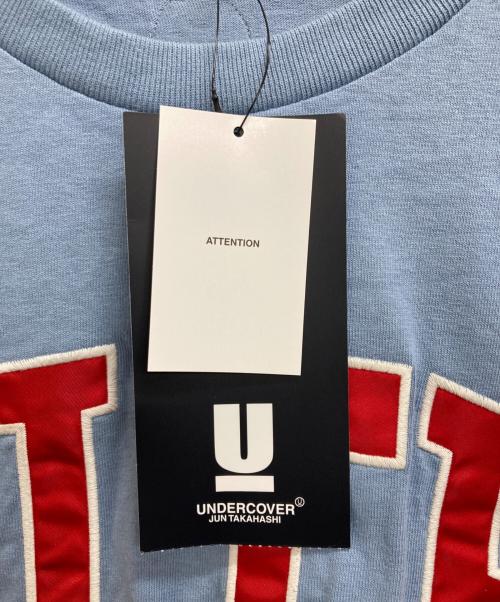 ATTENTION
U
UNDERCOVER
JUN TAKAHASHI